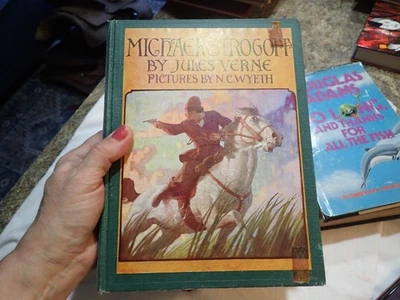 MICHAEL STROGOFF
BY JULES VERNE
PICTURES BY N.C. WYETH
DOUGLAS
ADAMS
SO LONG,
AND THANKS
FOR
ALL THE FISH